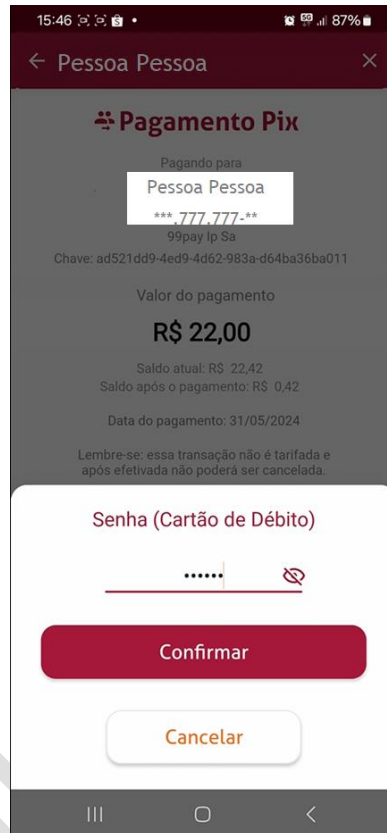 15:46
87%
Pessoa Pessoa
Pagamento Pix
Pagando para
Pessoa Pessoa
***.777.777-**
99pay Ip Sa
Chave: ad521dd9-4ed9-4d62-983a-d64ba36ba011
Valor do pagamento
R$ 22,00
Saldo atual: R$ 22,42
Saldo após o pagamento: R$ 0,42
Data do pagamento: 31/05/2024
Lembre-se: essa transação não é tarifada e
após efetivada não poderá ser cancelada.
Senha (Cartão de Débito)
••••••
Confirmar
Cancelar